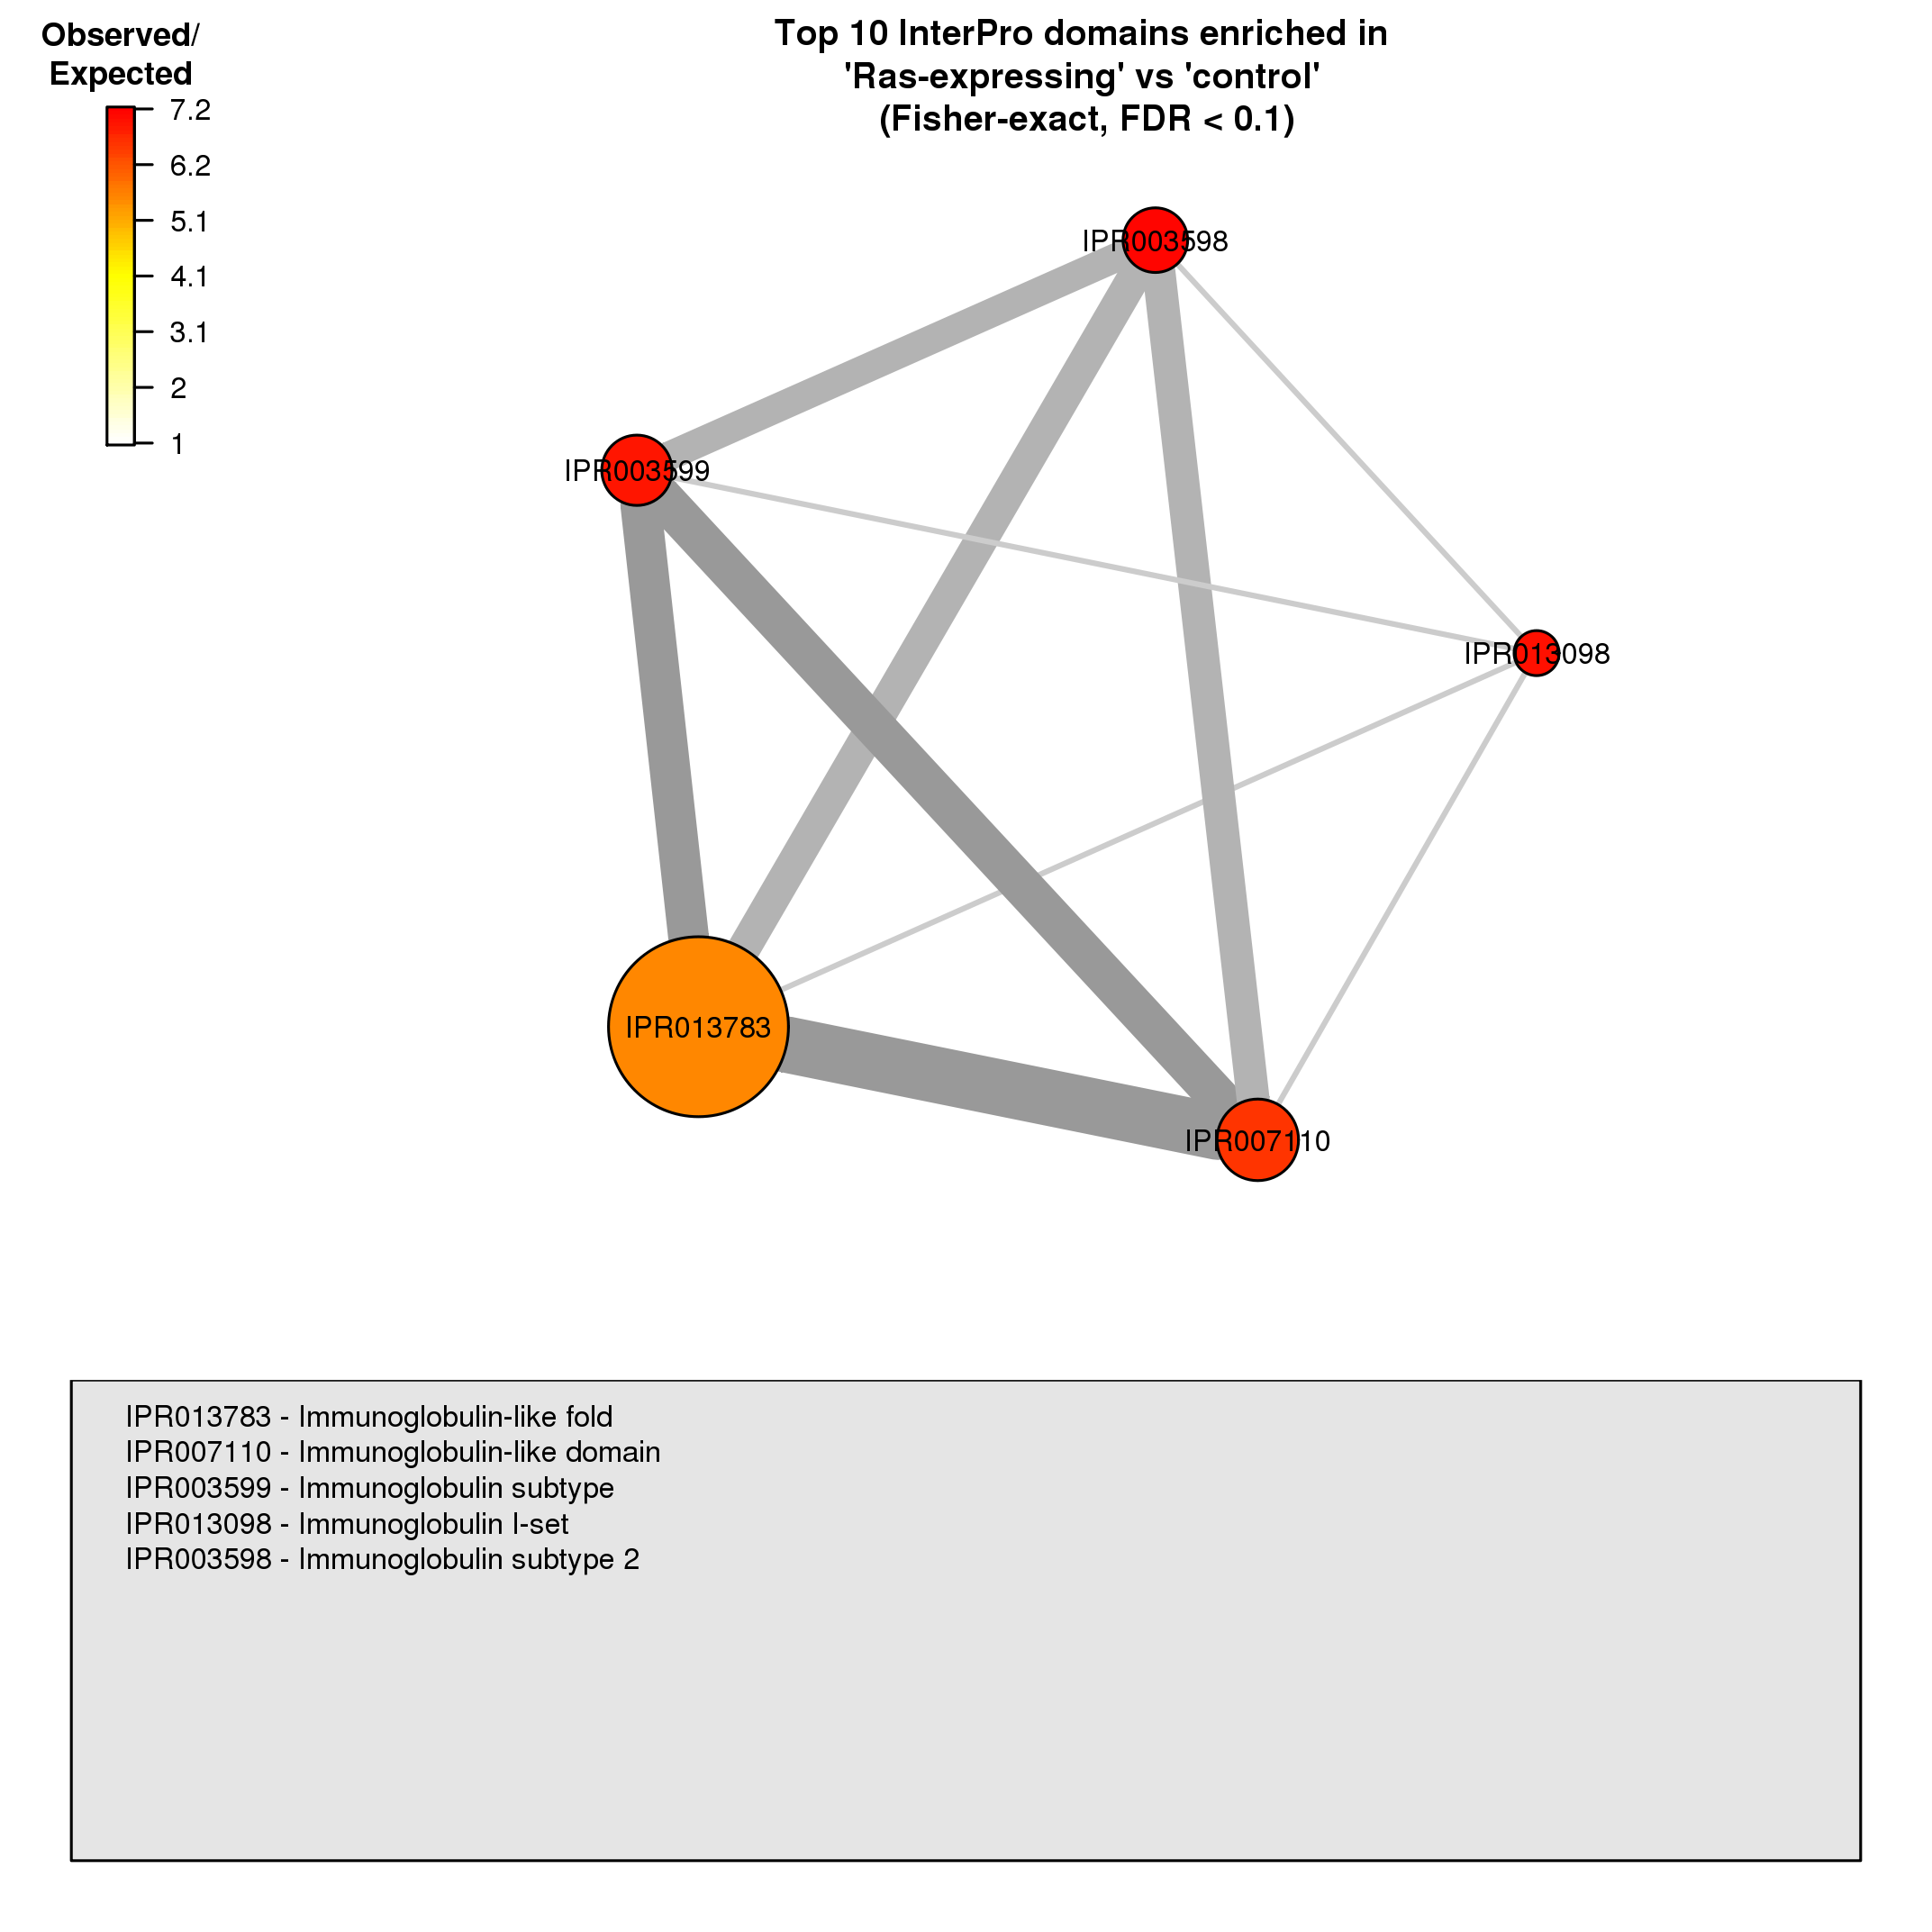 Observed/
Expected
7.2
6.2
5.1
4.1
3.1
2
1
Top 10 InterPro domains enriched in
'Ras-expressing' vs 'control'
(Fisher-exact, FDR < 0.1)
IPR003598
IPR003599
IPR013098
IPR013783
IPR007110
IPR013783 - Immunoglobulin-like fold
IPR007110 - Immunoglobulin-like domain
IPR003599 - Immunoglobulin subtype
IPR013098 - Immunoglobulin I-set
IPR003598 - Immunoglobulin subtype 2